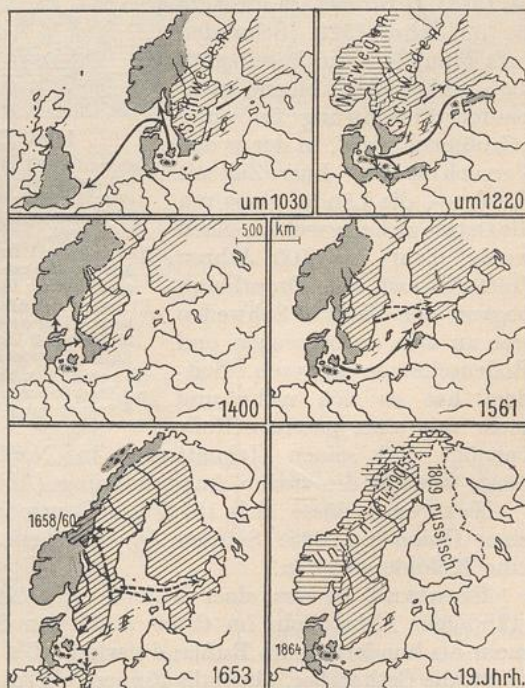 Schweden
um 1030
Norwegen
Schweden
um 1220
500 km
1400
1561
1658/60
1653
Union 1814-1905
1809 russisch
1864
19.Jhrh.